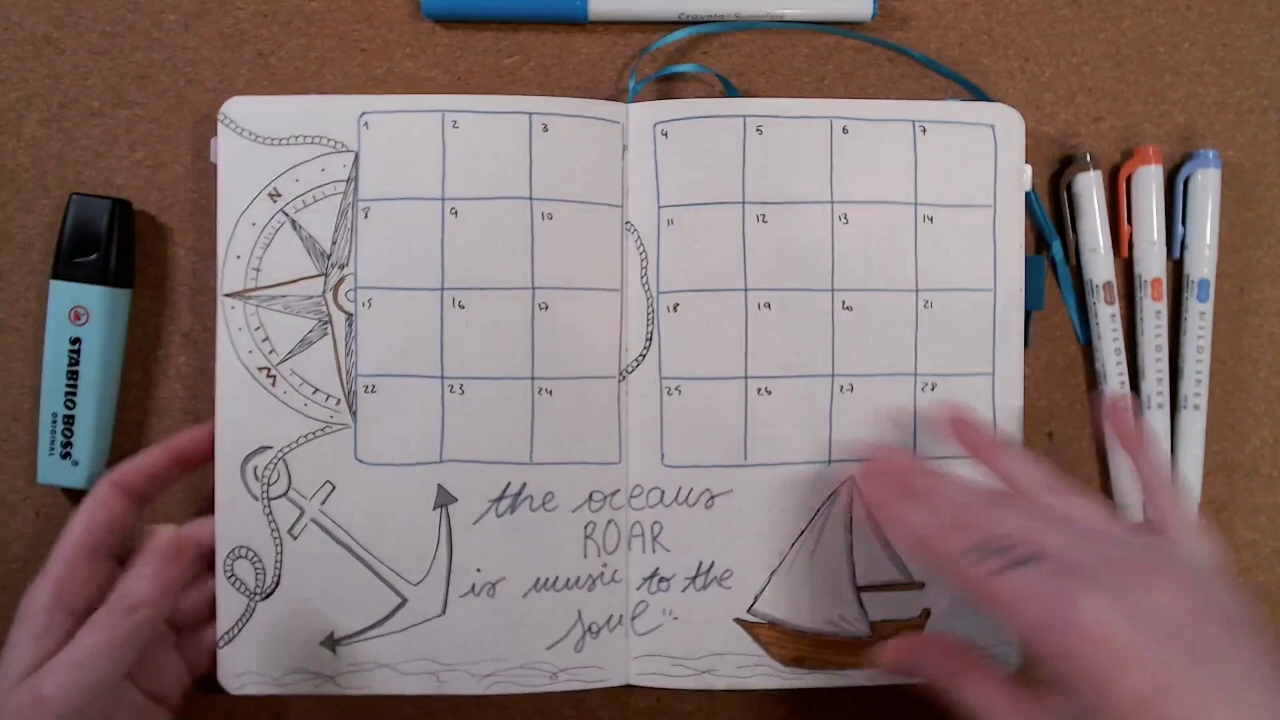 Crayola Supertips
1 2 3 4 5 6 7
8 9 10 11 12 13 14
15 16 17 18 19 20 21
22 23 24 25 26 27 28
N
W
STABILO BOSS
ORIGINAL
MILDLINER
MILDLINER
MILDLINER
the oceans
ROAR
is music to the
soul